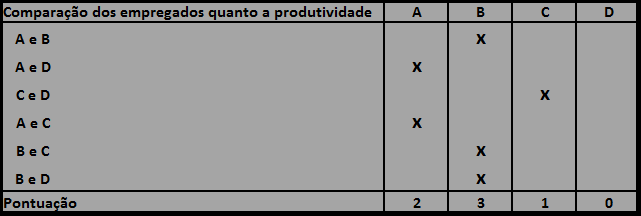 Comparação dos empregados quanto a produtividade A B C D
A e B X
A e D X
C e D X
A e C X
B e C X
B e D X
Pontuação 2 3 1 0